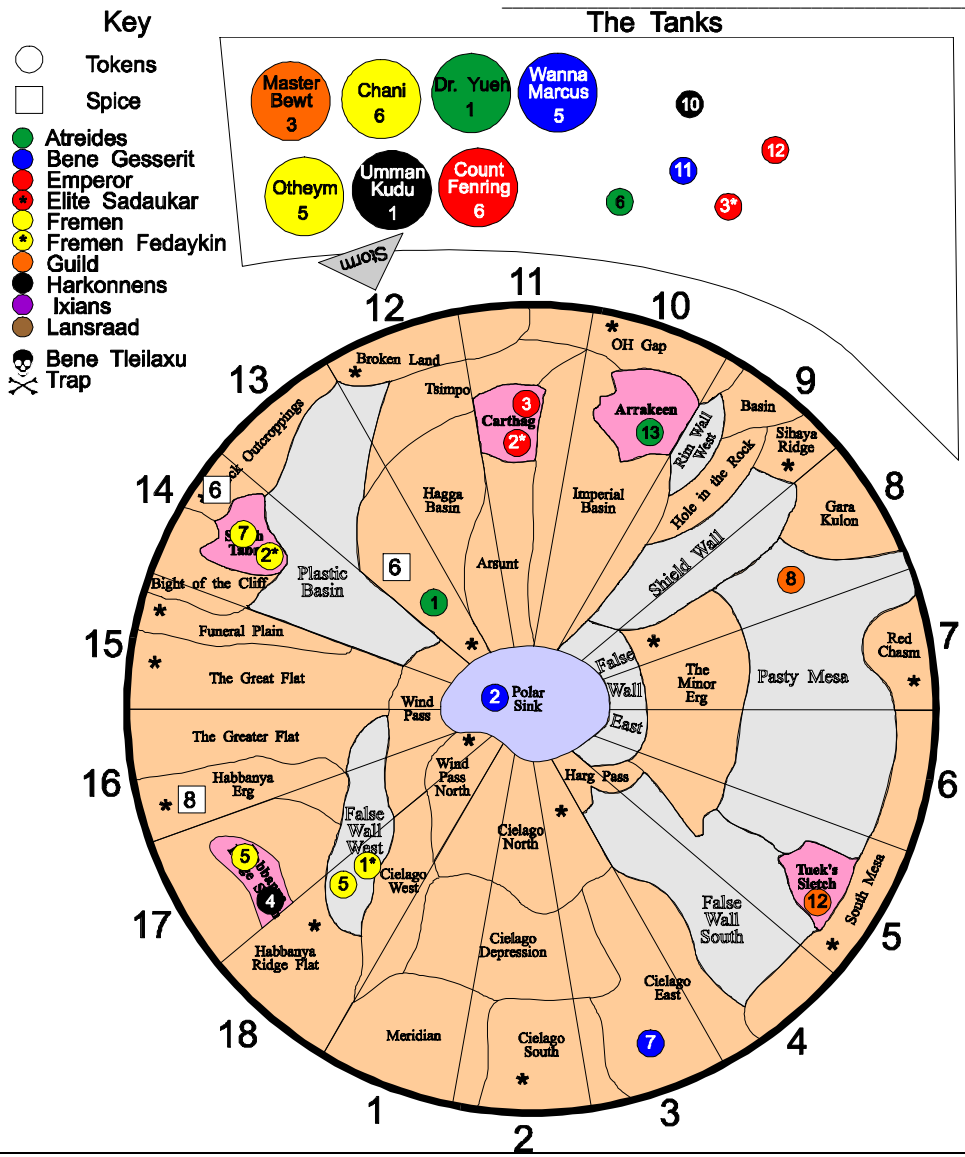 Key
Tokens
Spice
Atreides
Bene Gesserit
Emperor
* Elite Sadaukar
Fremen
* Fremen Fedaykin
Guild
Harkonnens
Ixians
Lansraad
Bene Tleilaxu
Trap
The Tanks
Master
Bewt
3
Chani
6
Dr. Yueh
1
Wanna
Marcus
5
Otheym
5
Umman
Kudu
1
Count
Fenring
6
10
12
11
6
3*
Storm
11
12
10
13
9
14
8
15
7
16
6
17
5
18
4
1
3
2
Broken Land
*
OH Gap
*
Tsimpo
Carthag
3
2*
Arrakeen
13
Rim Wall
West
Basin
Hole in the Rock
Sihaya
Ridge
*
Gara
Kulon
Shield Wall
Outcroppings
6
7
2*
Bight of the Cliff
*
Plastic
Basin
Hagga
Basin
6
1
*
Arsunt
Imperial
Basin
8
Funeral Plain
*
The Great Flat
The Greater Flat
Habbanya
Erg
*
8
Wind
Pass
2
Polar
Sink
*
Wind
Pass
North
False
Wall
East
*
The
Minor
Erg
Pasty Mesa
Red
Chasm
*
Harg Pass
*
Cielago
North
False
Wall
West
1*
5
Cielago
West
5
4
*
Habbanya
Ridge Flat
Cielago
Depression
False
Wall
South
Tuek's
Sietch
12
South Mesa
*
Cielago
East
7
Meridian
Cielago
South
*